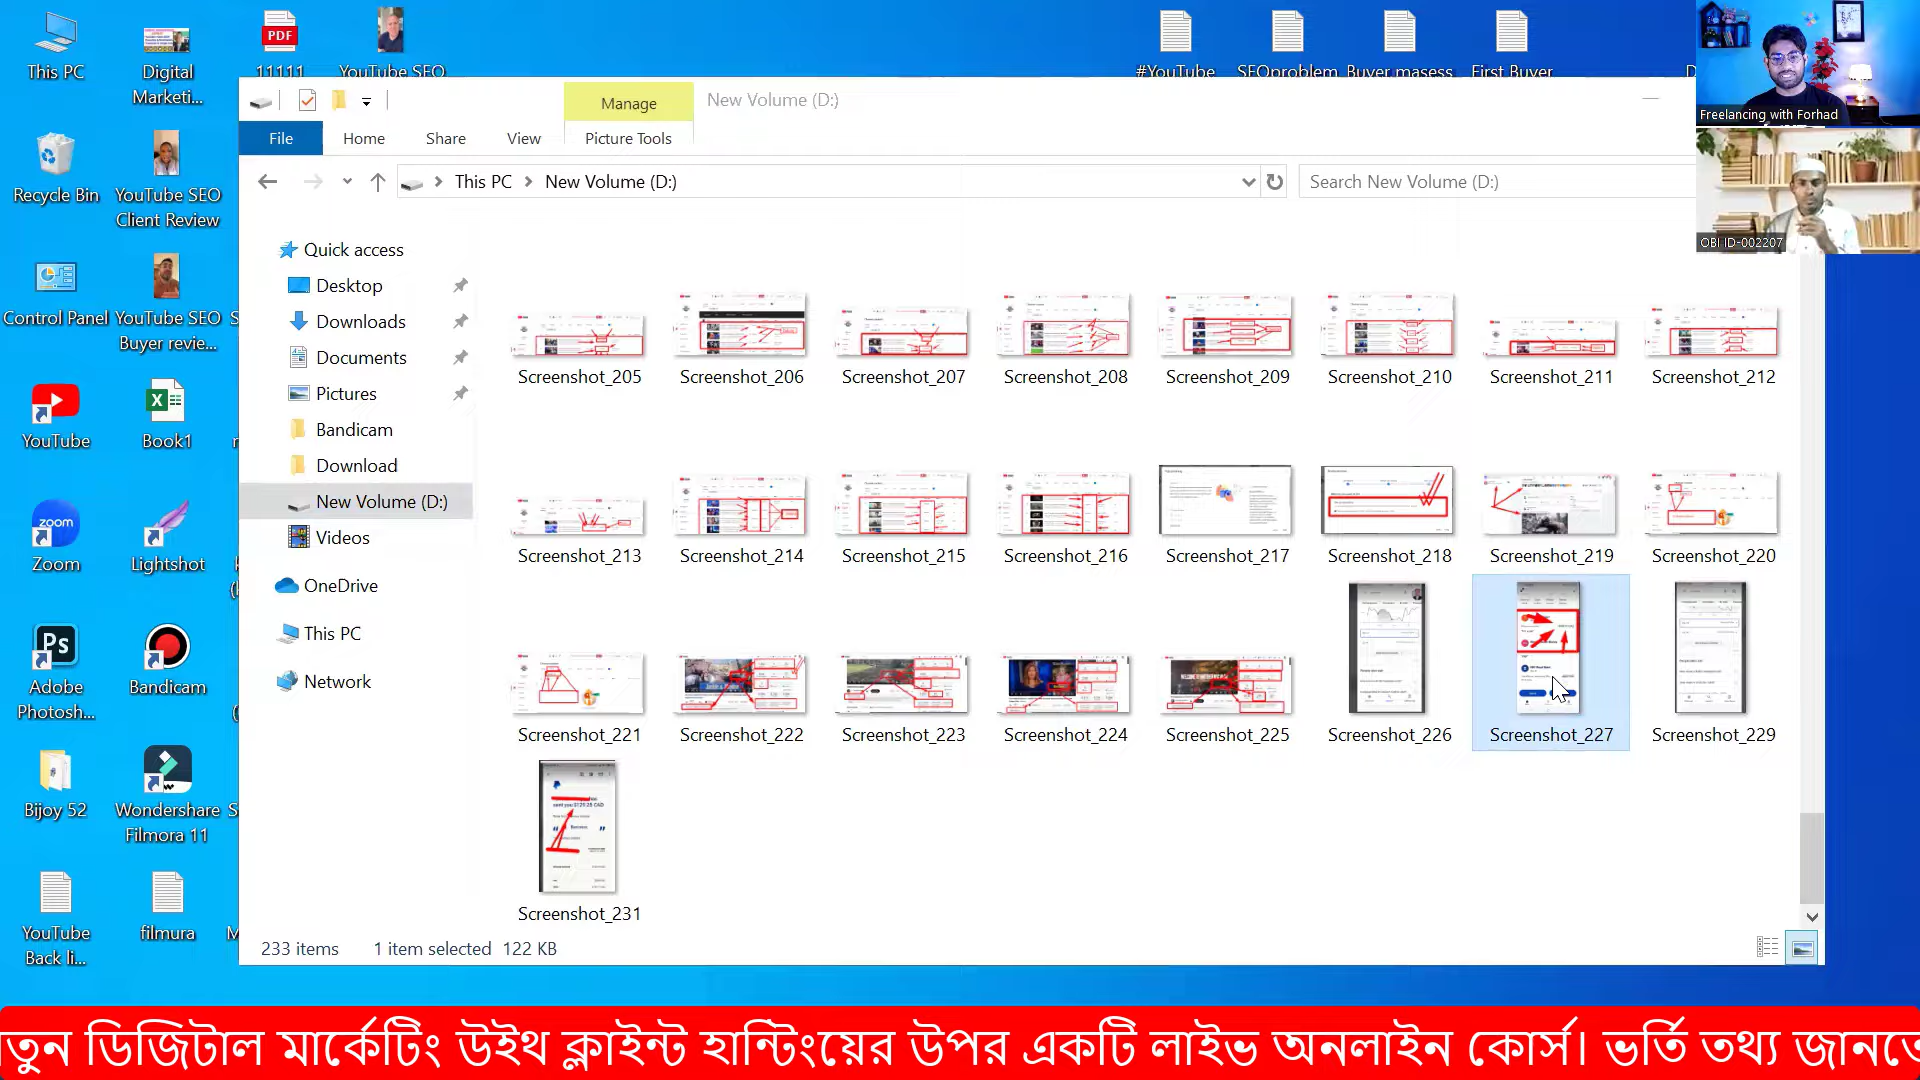 This PC
Digital
Marketi...
11111
YouTube SEO
#YouTube
SEOproblem
Buyer masess
First Buyer
Freelancing with Forhad
OBI ID-002207
Recycle Bin
YouTube SEO
Client Review
Control Panel
YouTube SEO
Buyer revie...
YouTube
Book1
Zoom
Lightshot
Adobe
Photosh...
Bandicam
Bijoy 52
Wondershare
Filmora 11
YouTube
Back li...
filmura
PDF
zoom
Ps
Manage
New Volume (D:)
File
Home
Share
View
Picture Tools
This PC
New Volume (D:)
Search New Volume (D:)
Quick access
Desktop
Downloads
Documents
Pictures
Bandicam
Download
New Volume (D:)
Videos
OneDrive
This PC
Network
Screenshot_205
Screenshot_206
Screenshot_207
Screenshot_208
Screenshot_209
Screenshot_210
Screenshot_211
Screenshot_212
Screenshot_213
Screenshot_214
Screenshot_215
Screenshot_216
Screenshot_217
Screenshot_218
Screenshot_219
Screenshot_220
Screenshot_221
Screenshot_222
Screenshot_223
Screenshot_224
Screenshot_225
Screenshot_226
Screenshot_227
Screenshot_229
Screenshot_231
233 items
1 item selected 122 KB
তুন ডিজিটাল মার্কেটিং উইথ ক্লাইন্ট হান্টিংয়ের উপর একটি লাইভ অনলাইন কোর্স। ভর্তি তথ্য জানতে